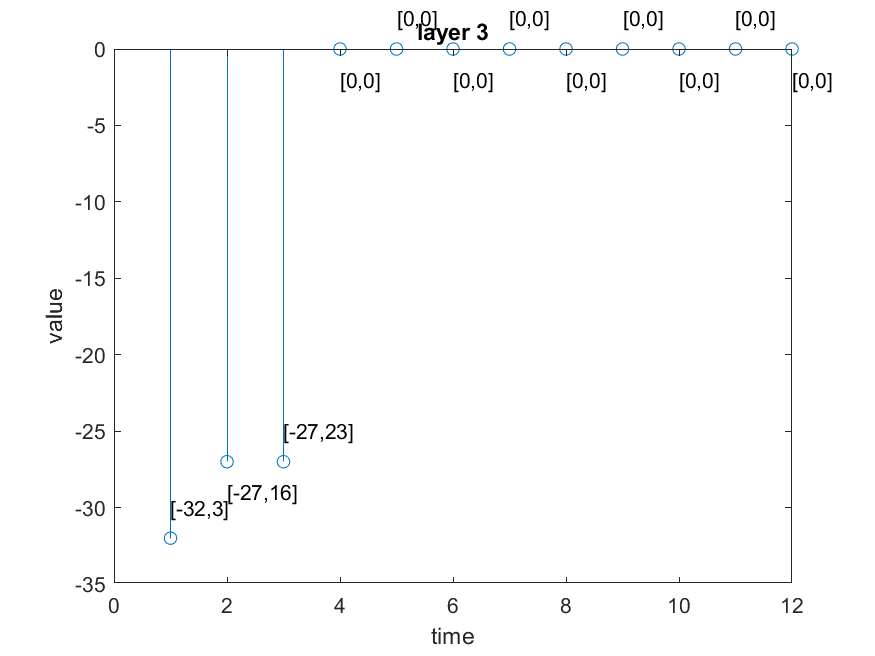 [0,0] [0,0] [0,0] [0,0]
layer 3
0
[0,0] [0,0] [0,0] [0,0] [0,0]
-5
-10
-15
-20
-25
-30
-35
value
[-27,23]
[-27,16]
[-32,3]
0 2 4 6 8 10 12
time